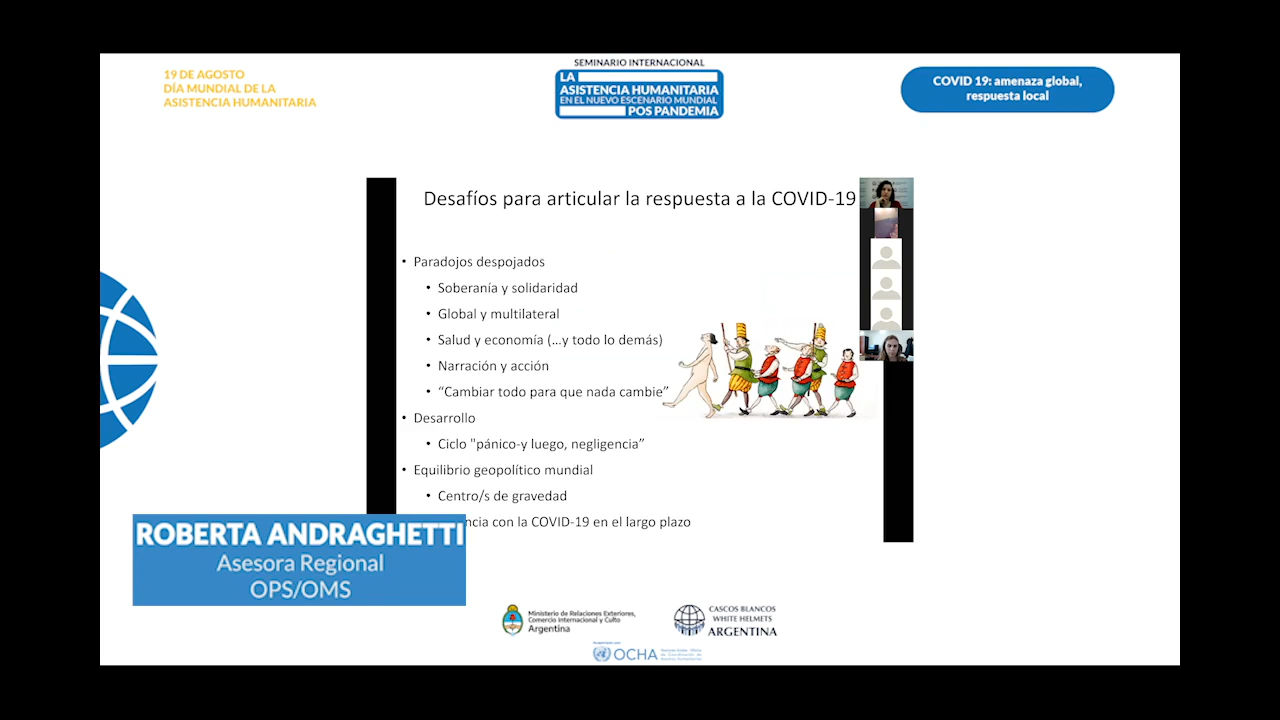 19 DE AGOSTO
DÍA MUNDIAL DE LA
ASISTENCIA HUMANITARIA
SEMINARIO INTERNACIONAL
LA
ASISTENCIA HUMANITARIA
EN EL NUEVO ESCENARIO MUNDIAL
POS PANDEMIA
COVID 19: amenaza global,
respuesta local
Desafíos para articular la respuesta a la COVID-19
• Paradojos despojados
• Soberanía y solidaridad
• Global y multilateral
• Salud y economía (...y todo lo demás)
• Narración y acción
• “Cambiar todo para que nada cambie”
• Desarrollo
• Ciclo "pánico-y luego, negligencia”
• Equilibrio geopolítico mundial
• Centro/s de gravedad
ncia con la COVID-19 en el largo plazo
ROBERTA ANDRAGHETTI
Asesora Regional
OPS/OMS
Ministerio de Relaciones Exteriores,
Comercio Internacional y Culto
Argentina
CASCOS BLANCOS
WHITE HELMETS
ARGENTINA
OCHA